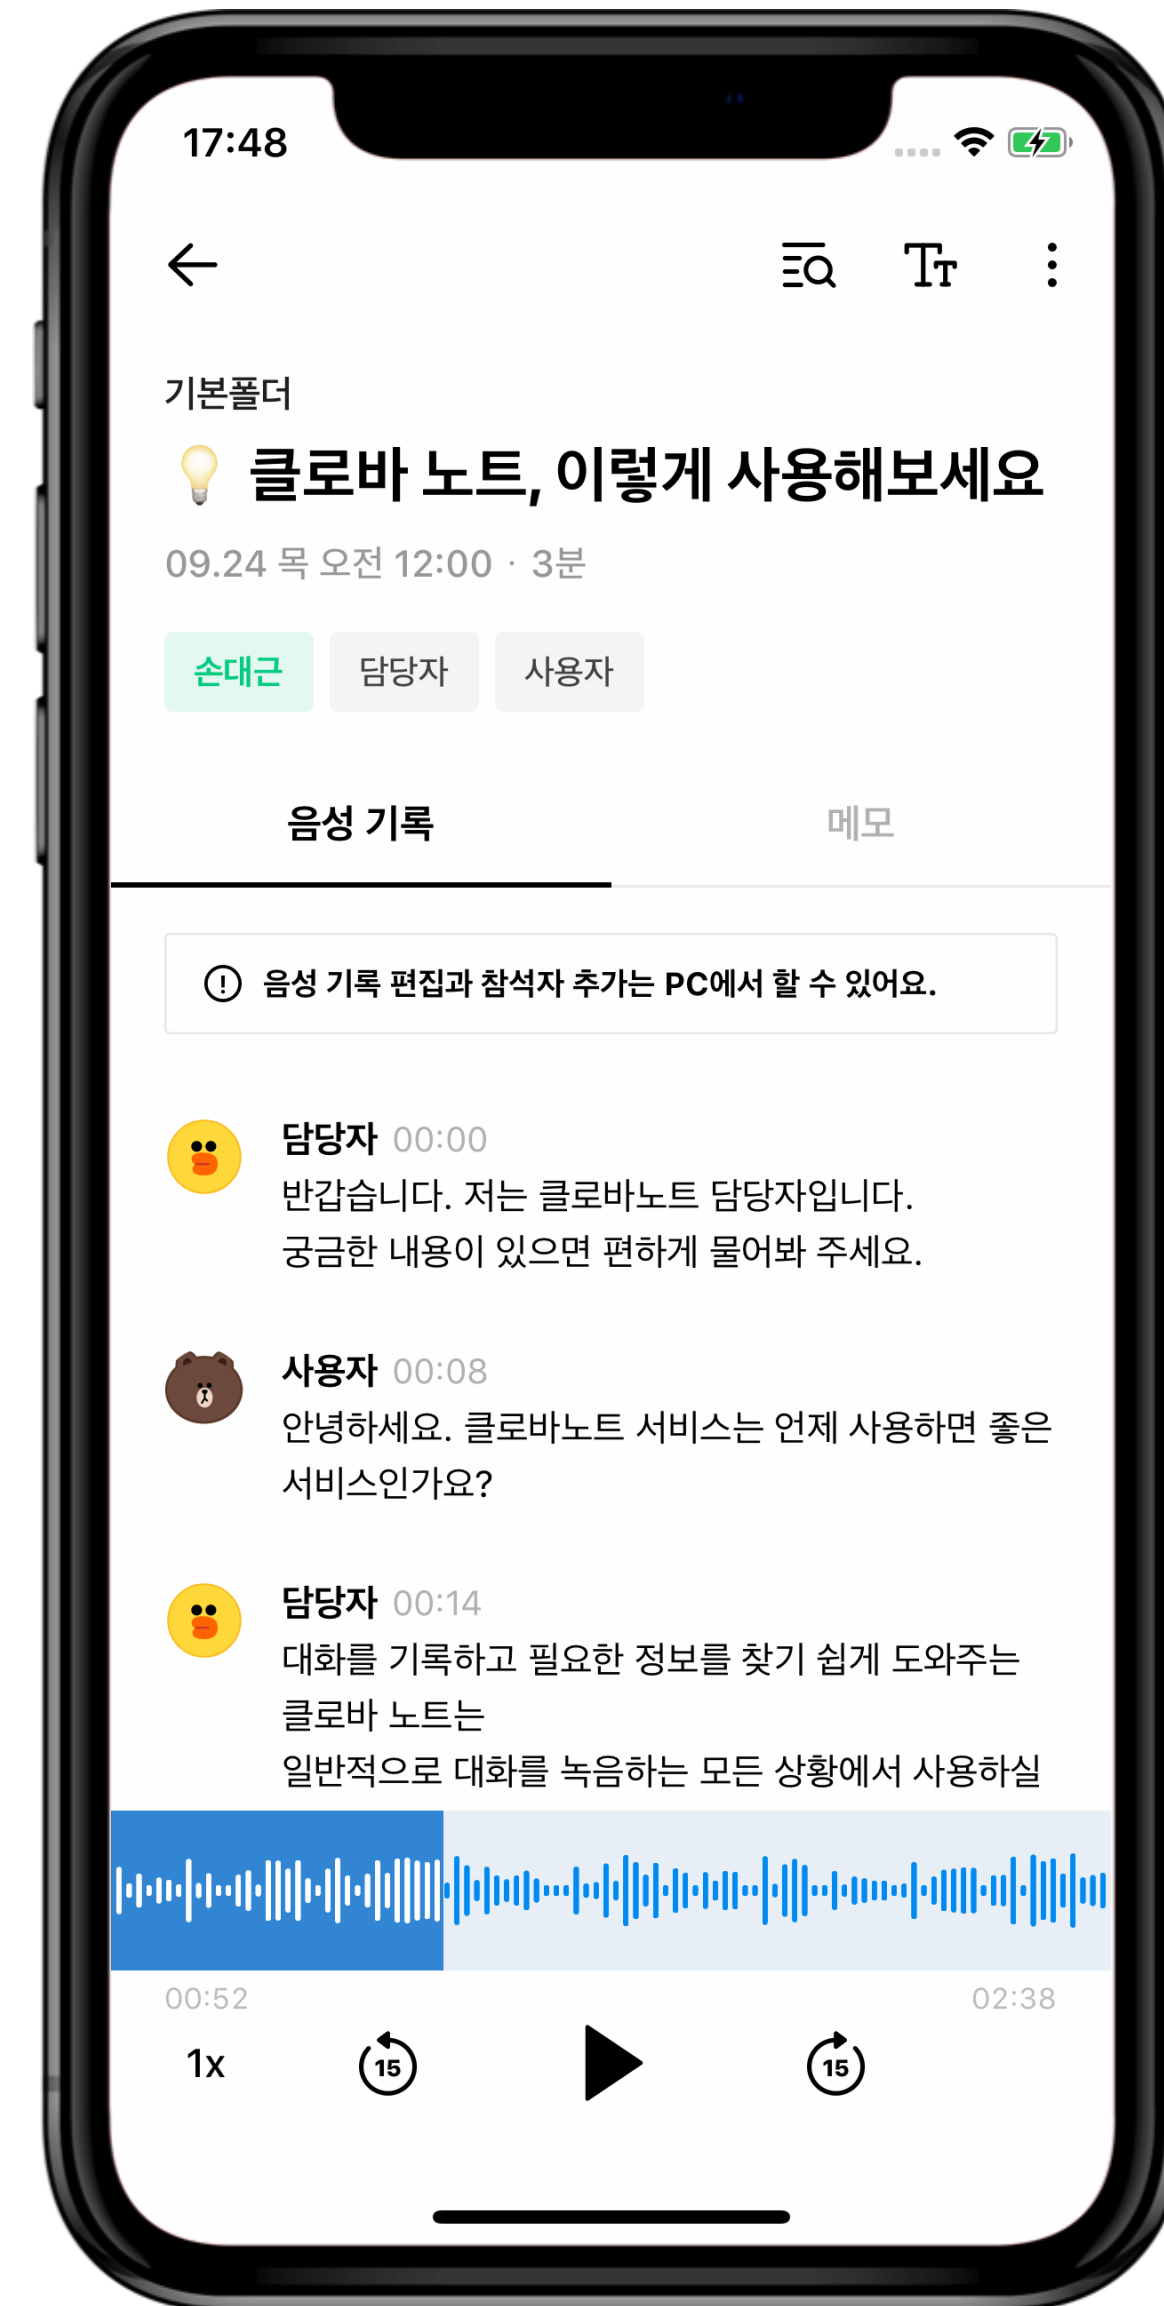 17:48
기본폴더
💡 클로바 노트, 이렇게 사용해보세요
09.24 목 오전 12:00 · 3분
손대근 담당자 사용자
음성 기록 메모
음성 기록 편집과 참석자 추가는 PC에서 할 수 있어요.
담당자 00:00
반갑습니다. 저는 클로바노트 담당자입니다.
궁금한 내용이 있으면 편하게 물어봐 주세요.
사용자 00:08
안녕하세요. 클로바노트 서비스는 언제 사용하면 좋은
서비스인가요?
담당자 00:14
대화를 기록하고 필요한 정보를 찾기 쉽게 도와주는
클로바 노트는
일반적으로 대화를 녹음하는 모든 상황에서 사용하실
00:52 02:38
1x 15 15